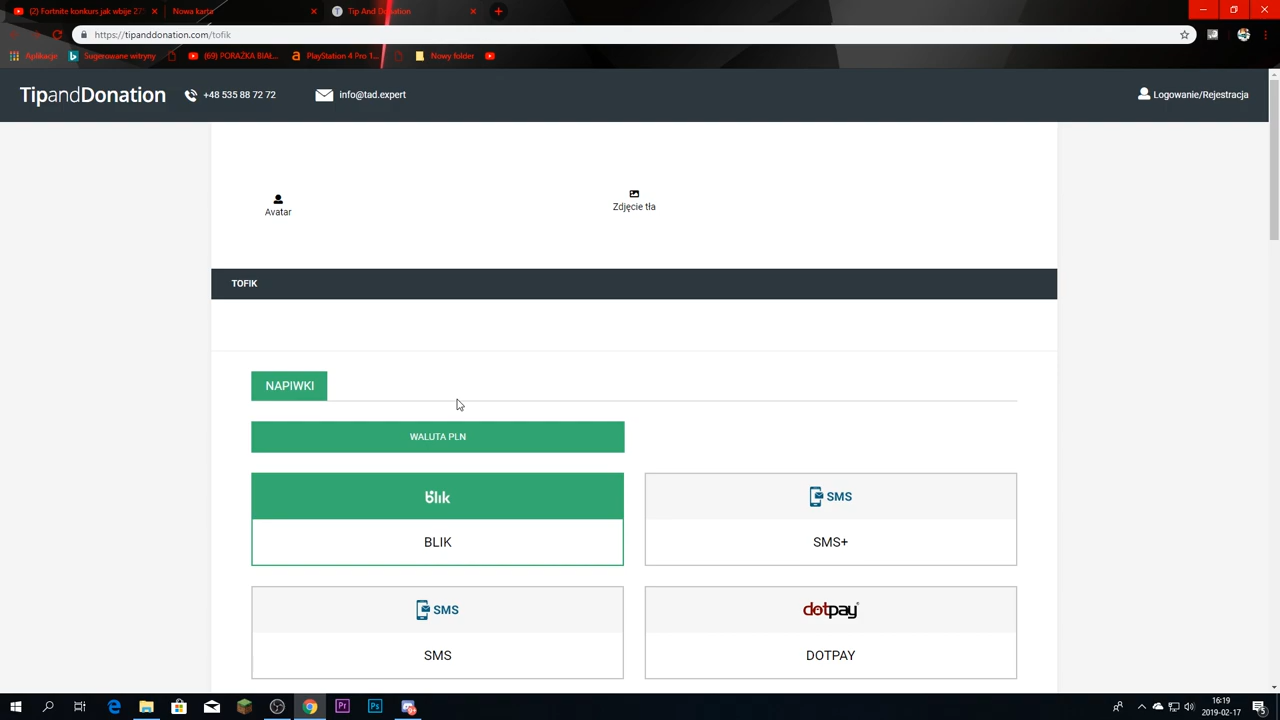 (2) Fortnite konkurs jak wbije 275
Nowa karta
Tip And Donation
https://tipanddonation.com/tofik
Aplikacje
Sugerowane witryny
(69) PORAŻKA BIAŁ...
PlayStation 4 Pro 1...
Nowy folder
TipandDonation
+48 535 88 72 72
info@tad.expert
Logowanie/Rejestracja
Avatar
Zdjęcie tła
TOFIK
NAPIWKI
WALUTA PLN
blik
SMS
BLIK
SMS+
SMS
dotpay
SMS
DOTPAY
16:19
2019-02-17